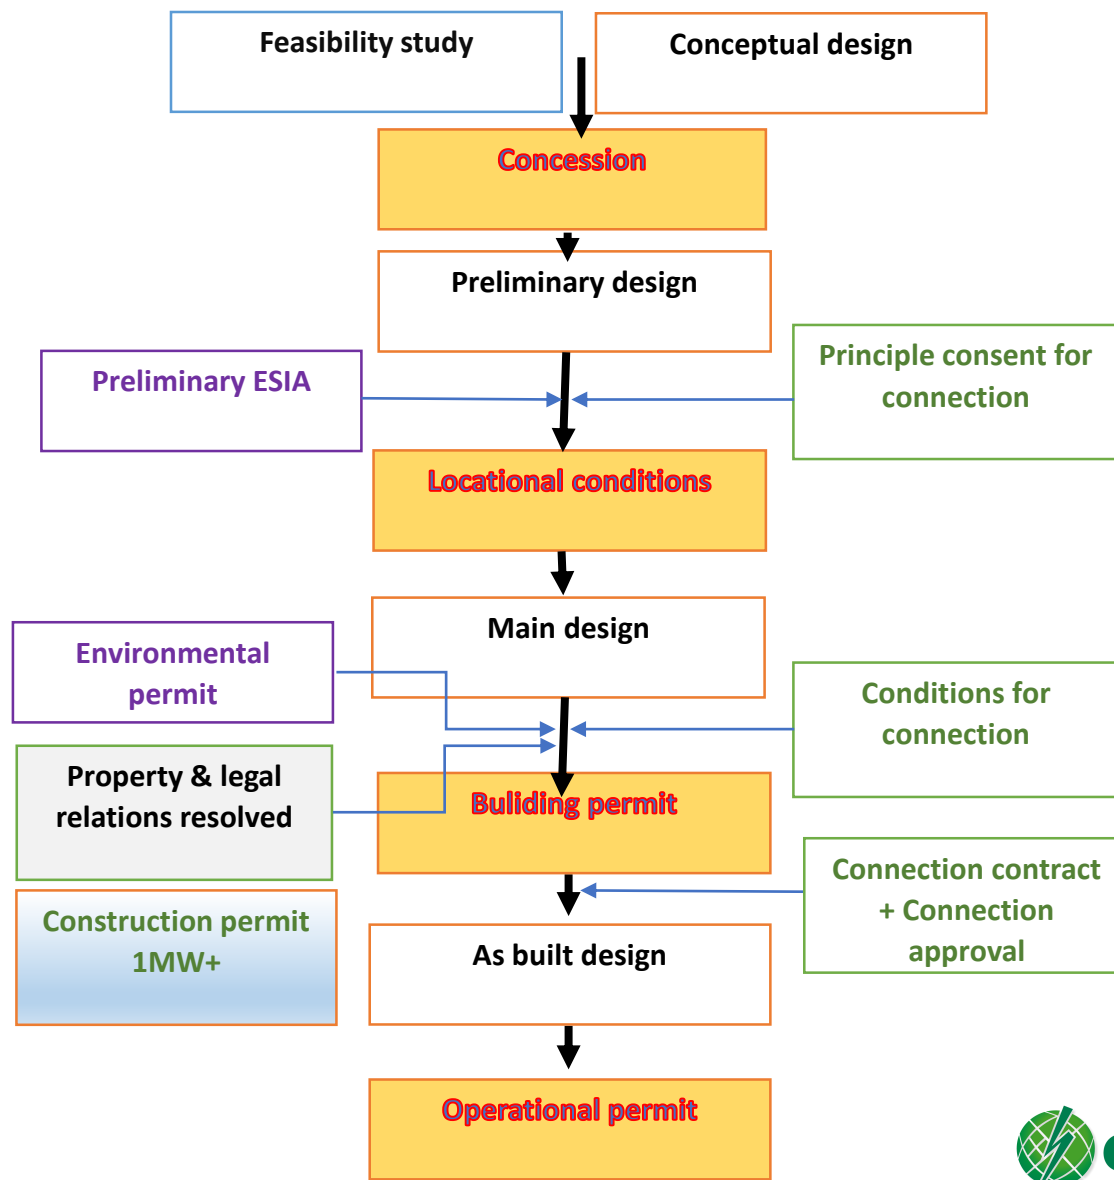 Feasibility study
Conceptual design
Concession
Preliminary design
Preliminary ESIA
Principle consent for
connection
Locational conditions
Main design
Environmental
permit
Conditions for
connection
Property & legal
relations resolved
Buliding permit
Connection contract
+ Connection
approval
Construction permit
1MW+
As built design
Operational permit